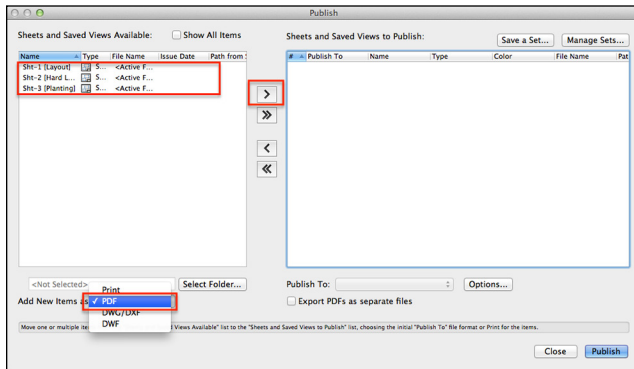 Publish
Sheets and Saved Views Available:
Show All Items
Name Type File Name Issue Date Path from
Sht-1 [Layout] S... <Active F...
Sht-2 [Hard L... S... <Active F...
Sht-3 [Planting] S... <Active F...
>
>>
<
<<
Sheets and Saved Views to Publish:
Save a Set...
Manage Sets...
# Publish To Name Type Color File Name Pat
<Not Selected>
Select Folder...
Add New Items as
Print
✓ PDF
DWG/DXF
DWF
Publish To:
Options...
Export PDFs as separate files
Move one or multiple ite Views Available" list to the "Sheets and Saved Views to Publish" list, choosing the initial "Publish To" file format or Print for the items.
Close
Publish